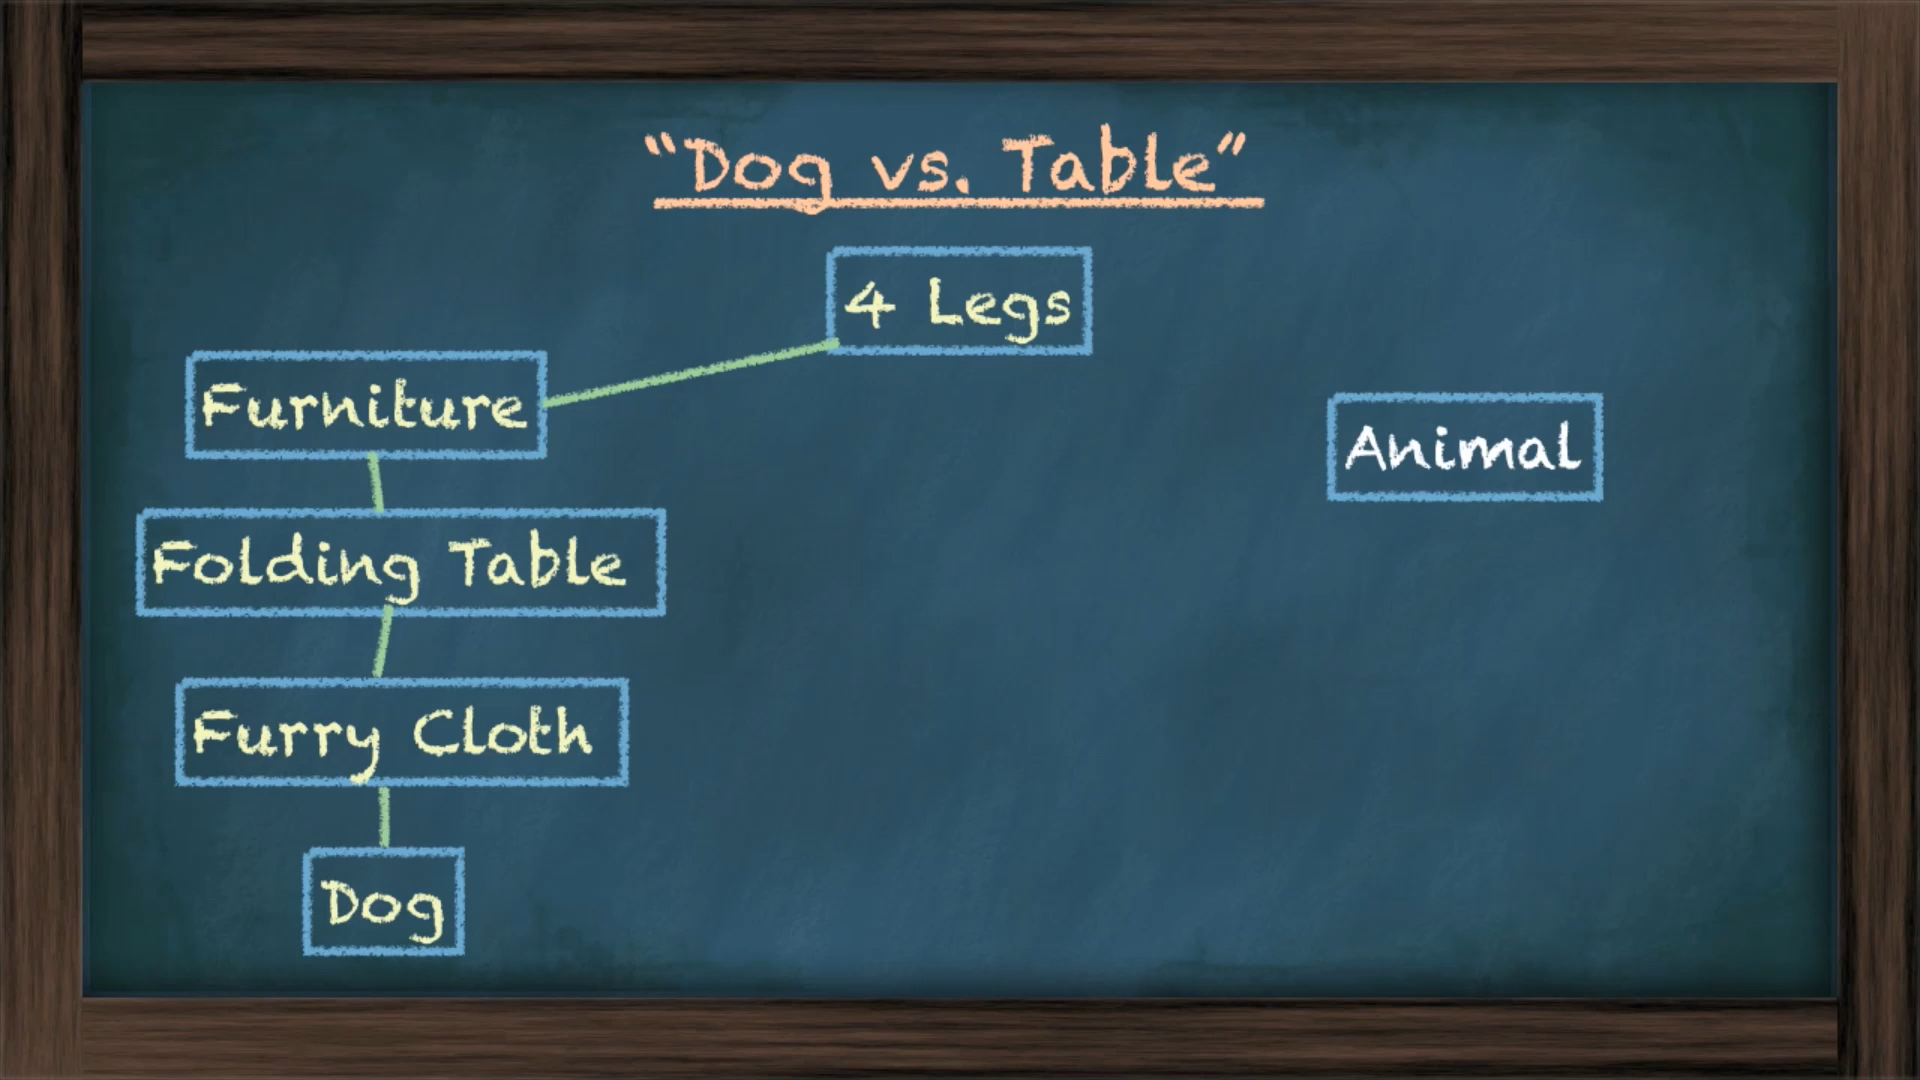 “Dog vs. Table”
4 Legs
Furniture
Animal
Folding Table
Furry Cloth
Dog